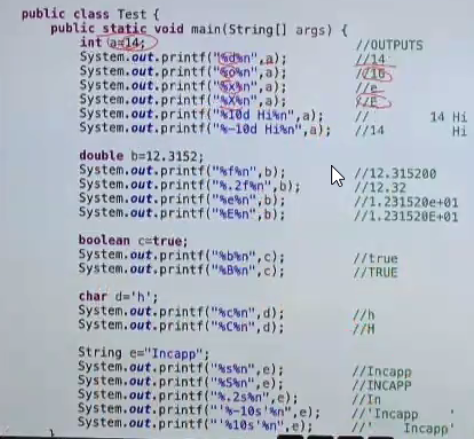 public class Test {
public static void main(String[] args) {
int a=14; //OUTPUTS
System.out.printf("%d%n",a); //14
System.out.printf("%o%n",a); //16
System.out.printf("%x%n",a); //e
System.out.printf("%X%n",a); //E
System.out.printf("%10d Hi%n",a); // 14 Hi
System.out.printf("%-10d Hi%n",a); //14 Hi
double b=12.3152;
System.out.printf("%f%n",b); //12.315200
System.out.printf("%.2f%n",b); //12.32
System.out.printf("%e%n",b); //1.231520e+01
System.out.printf("%E%n",b); //1.231520E+01
boolean c=true;
System.out.printf("%b%n",c); //true
System.out.printf("%B%n",c); //TRUE
char d='h';
System.out.printf("%c%n",d); //h
System.out.printf("%C%n",d); //H
String e="Incapp";
System.out.printf("%s%n",e); //Incapp
System.out.printf("%S%n",e); //INCAPP
System.out.printf("%.2s%n",e); //In
System.out.printf("'%-10s'%n",e); //'Incapp '
System.out.printf("'%10s'%n",e); //' Incapp'
}